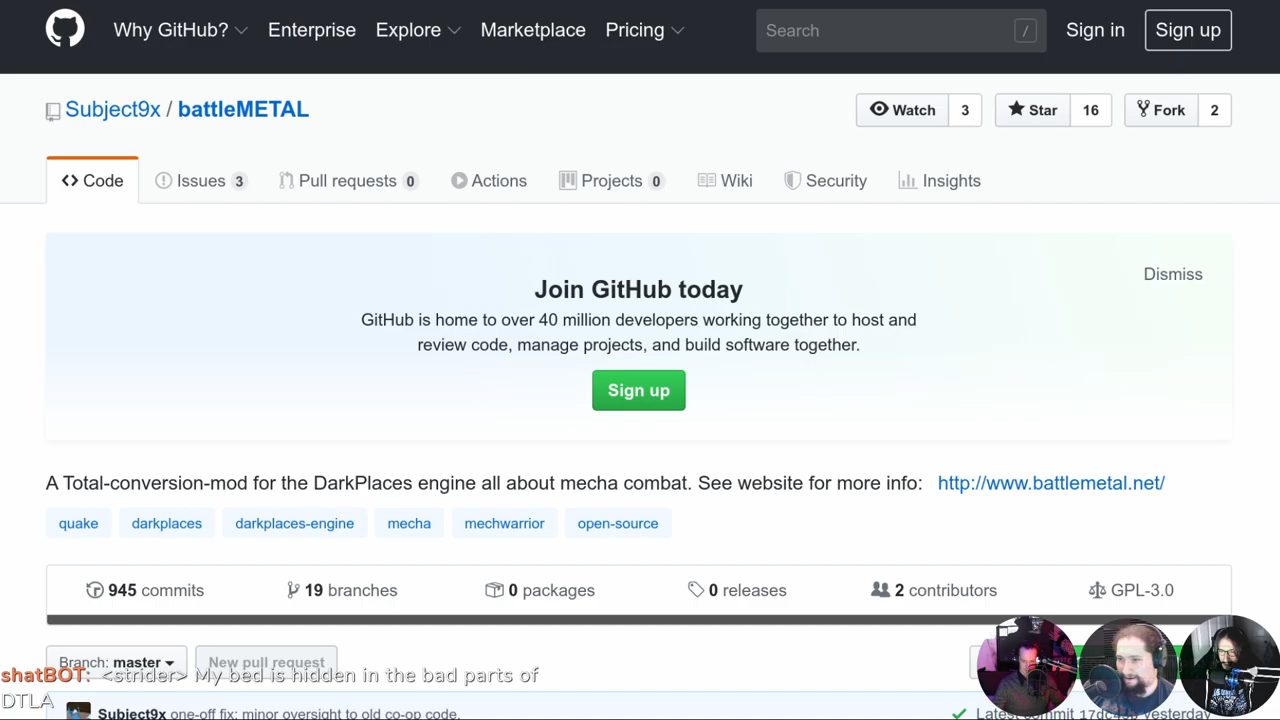 Why GitHub? Enterprise Explore Marketplace Pricing Search / Sign in Sign up
Subject9x / battleMETAL Watch 3 Star 16 Fork 2
Code Issues 3 Pull requests 0 Actions Projects 0 Wiki Security Insights
Dismiss
Join GitHub today
GitHub is home to over 40 million developers working together to host and
review code, manage projects, and build software together.
Sign up
A Total-conversion-mod for the DarkPlaces engine all about mecha combat. See website for more info: http://www.battlemetal.net/
quake darkplaces darkplaces-engine mecha mechwarrior open-source
945 commits 19 branches 0 packages 0 releases 2 contributors GPL-3.0
Branch: master New pull request
shatBOT: <strider> My bed is hidden in the bad parts of
DTLA
Subject9x one-off fix: minor oversight to old co-op code. Latest commit yesterday